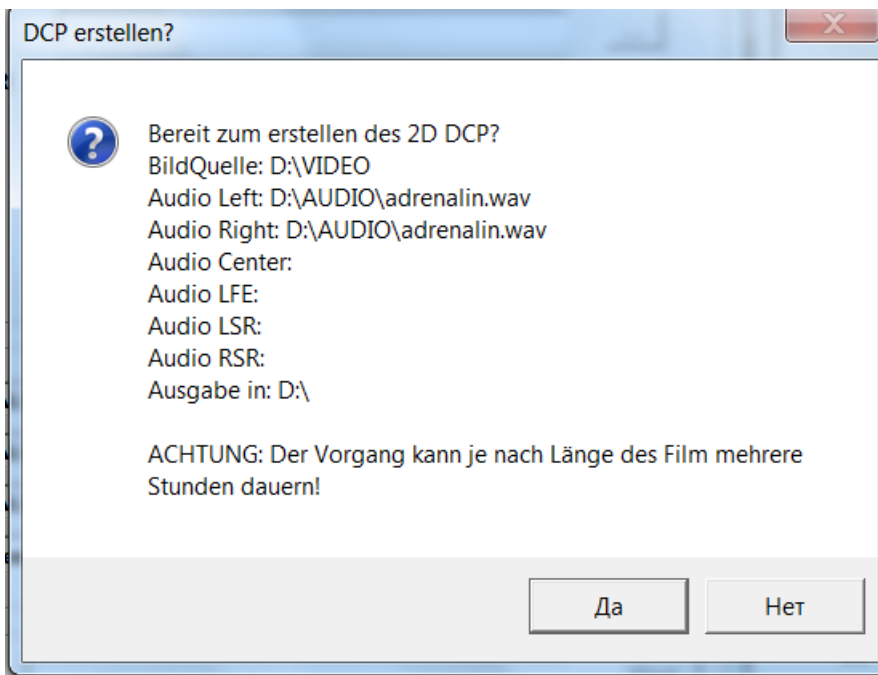 DCP erstellen?
Bereit zum erstellen des 2D DCP?
BildQuelle: D:\VIDEO
Audio Left: D:\AUDIO\adrenalin.wav
Audio Right: D:\AUDIO\adrenalin.wav
Audio Center:
Audio LFE:
Audio LSR:
Audio RSR:
Ausgabe in: D:\
ACHTUNG: Der Vorgang kann je nach Länge des Film mehrere
Stunden dauern!
Да Нет